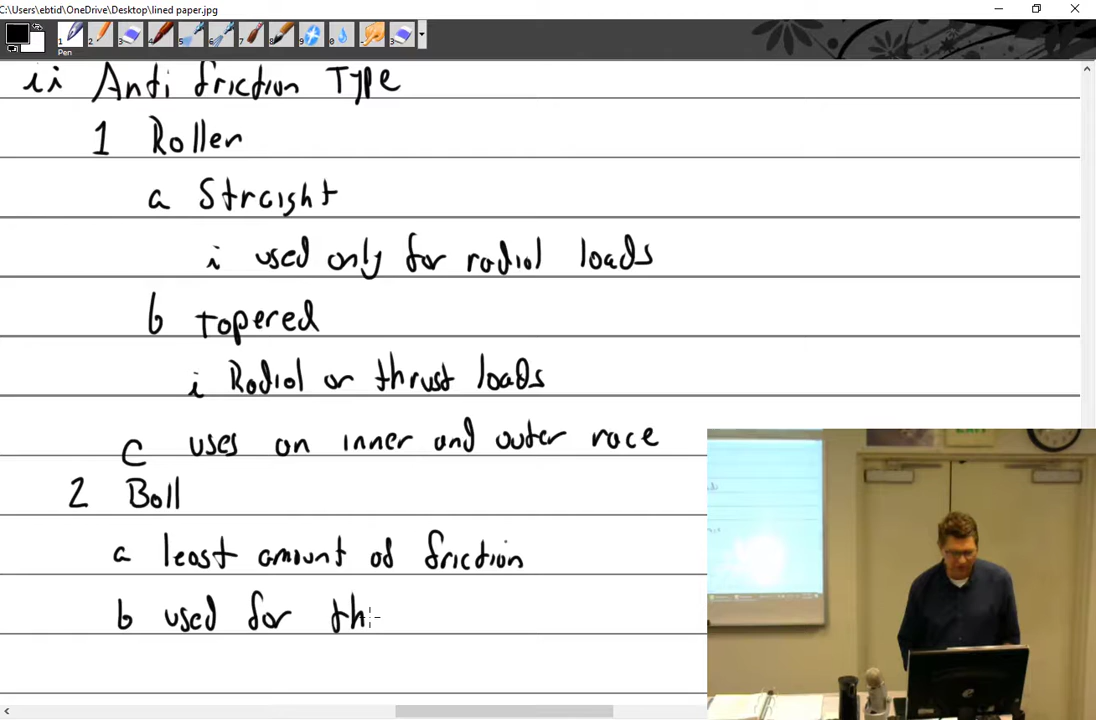 C:\Users\ebtid\OneDrive\Desktop\lined paper.jpg
Pen
ii Anti friction Type
1 Roller
a Straight
i used only for radial loads
b Tapered
i Radial or thrust loads
c uses an inner and outer race
2 Ball
a least amount of friction
b used for th
EXIT